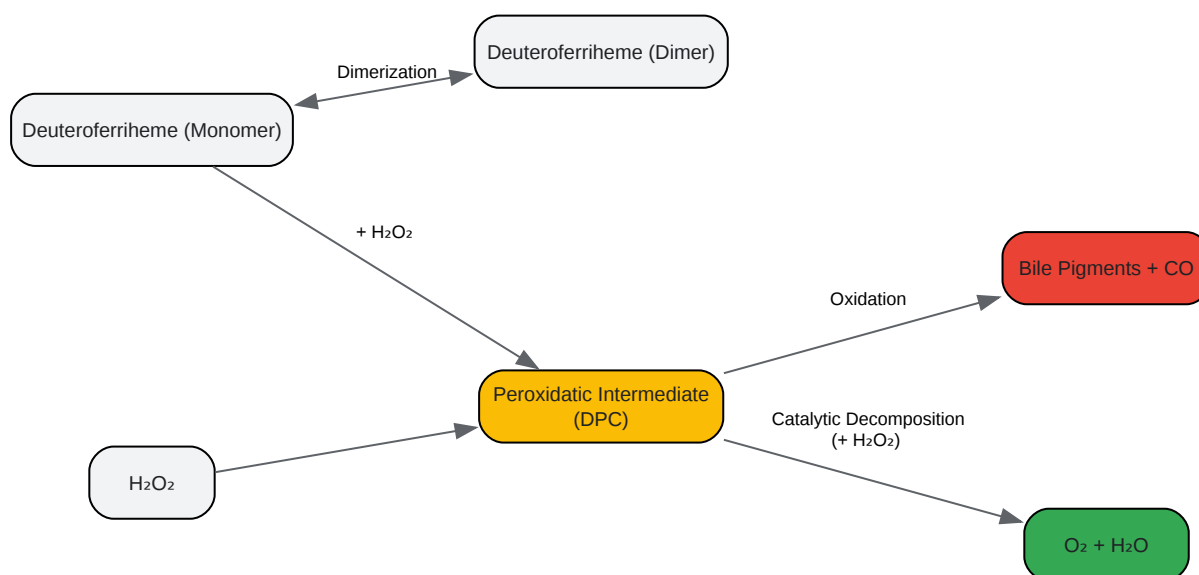 Deuteroferriheme (Dimer)
Dimerization
Deuteroferriheme (Monomer)
+ H₂O₂
Bile Pigments + CO
Oxidation
Peroxidatic Intermediate
(DPC)
Catalytic Decomposition
(+ H₂O₂)
H₂O₂
O₂ + H₂O